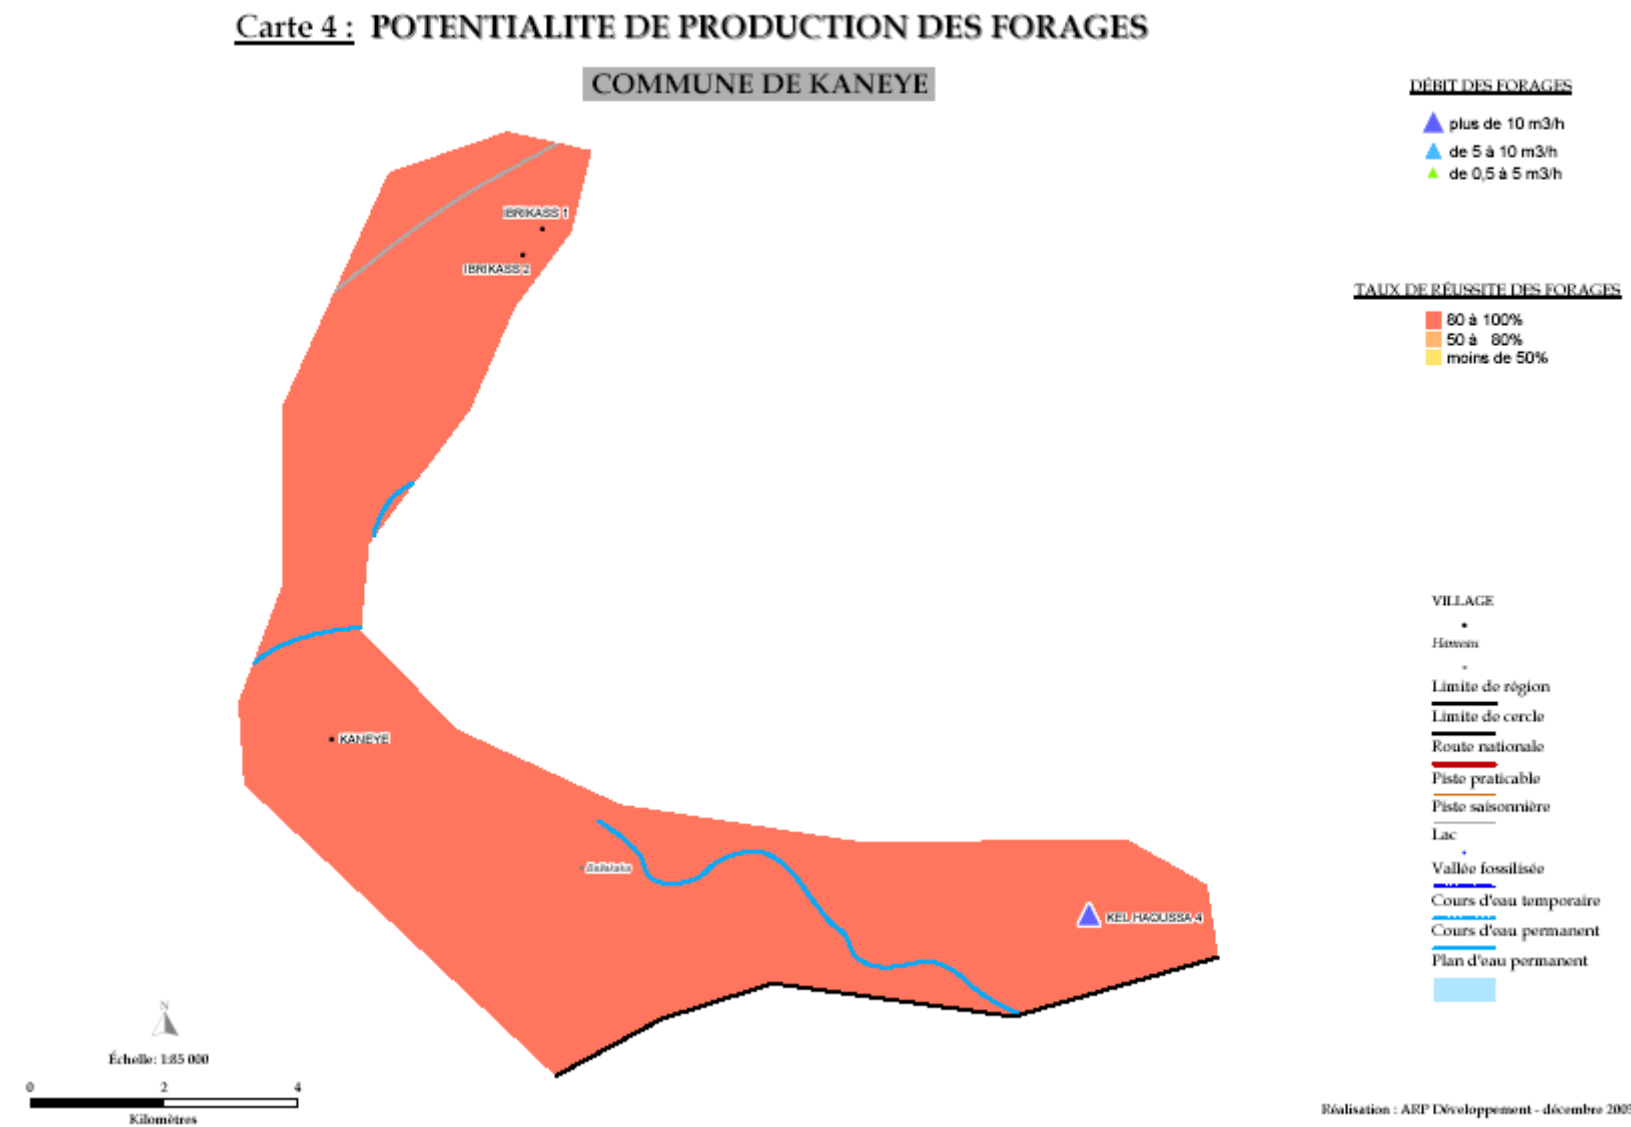 Carte 4 : POTENTIALITE DE PRODUCTION DES FORAGES
COMMUNE DE KANEYE
DÉBIT DES FORAGES
plus de 10 m3/h
de 5 à 10 m3/h
de 0,5 à 5 m3/h
IBRIKASS 1
IBRIKASS 2
TAUX DE RÉUSSITE DES FORAGES
80 à 100%
50 à 80%
moins de 50%
VILLAGE
Hameau
Limite de région
Limite de cercle
Route nationale
KANEYE
Piste praticable
Piste saisonnière
Lac
Vallée fossilisée
Cours d'eau temporaire
KEL HAOUSSA 4
Cours d'eau permanent
Plan d'eau permanent
N
Échelle: 1:85 000
0 2 4
Kilomètres
Réalisation : ARP Développement - décembre 2003